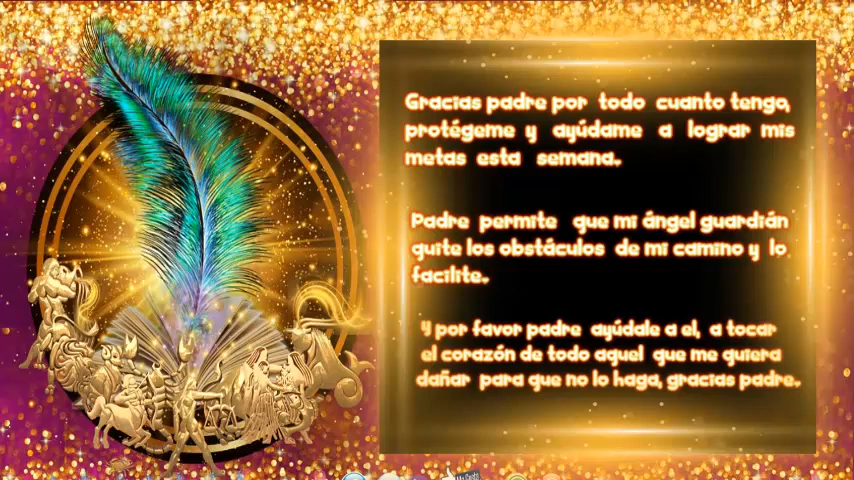 Gracias padre por todo cuanto tengo,
protégeme y ayúdame a lograr mis
metas esta semana.
Padre permite que mi ángel guardián
quite los obstáculos de mi camino y lo
facilite.
Y por favor padre ayúdale a el, a tocar
el corazón de todo aquel que me quiera
dañar para que no lo haga, gracias padre.